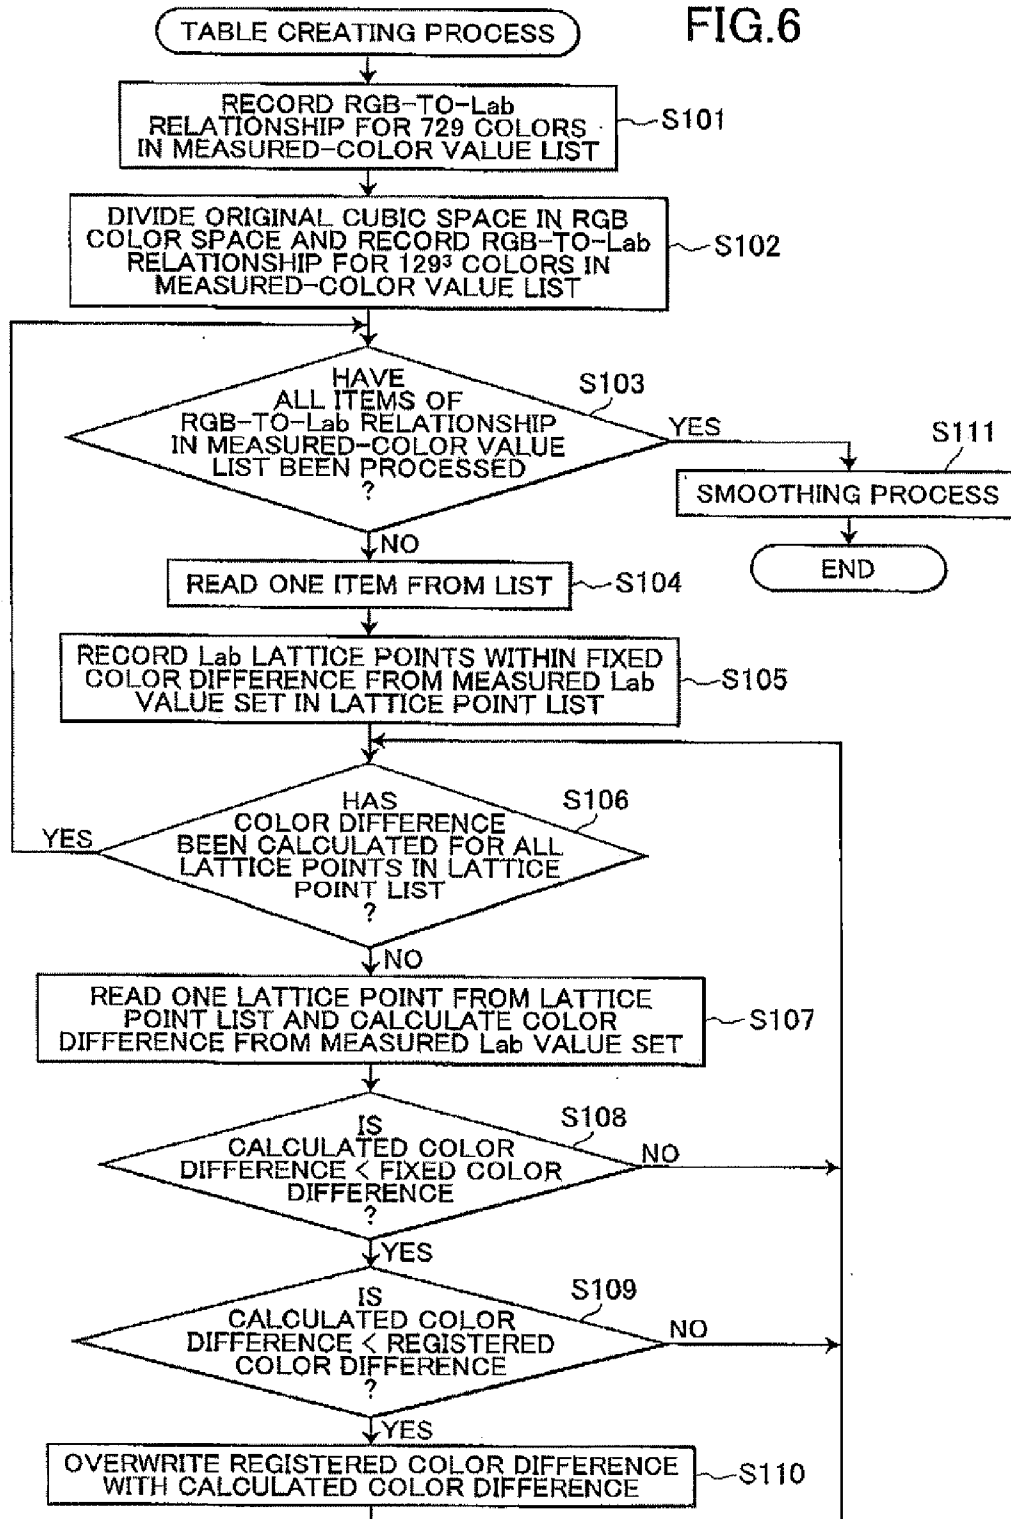 FIG.6
TABLE CREATING PROCESS
RECORD RGB-TO-Lab
RELATIONSHIP FOR 729 COLORS
IN MEASURED-COLOR VALUE LIST
S101
DIVIDE ORIGINAL CUBIC SPACE IN RGB
COLOR SPACE AND RECORD RGB-TO-Lab
RELATIONSHIP FOR 129³ COLORS IN
MEASURED-COLOR VALUE LIST
S102
HAVE
ALL ITEMS OF
RGB-TO-Lab RELATIONSHIP
IN MEASURED-COLOR VALUE
LIST BEEN PROCESSED
?
S103
YES
S111
SMOOTHING PROCESS
END
NO
READ ONE ITEM FROM LIST
S104
RECORD Lab LATTICE POINTS WITHIN FIXED
COLOR DIFFERENCE FROM MEASURED Lab
VALUE SET IN LATTICE POINT LIST
S105
HAS
COLOR DIFFERENCE
BEEN CALCULATED FOR ALL
LATTICE POINTS IN LATTICE
POINT LIST
?
S106
YES
NO
READ ONE LATTICE POINT FROM LATTICE
POINT LIST AND CALCULATE COLOR
DIFFERENCE FROM MEASURED Lab VALUE SET
S107
IS
CALCULATED COLOR
DIFFERENCE < FIXED COLOR
DIFFERENCE
?
S108
NO
YES
IS
CALCULATED COLOR
DIFFERENCE < REGISTERED
COLOR DIFFERENCE
?
S109
NO
YES
OVERWRITE REGISTERED COLOR DIFFERENCE
WITH CALCULATED COLOR DIFFERENCE
S110